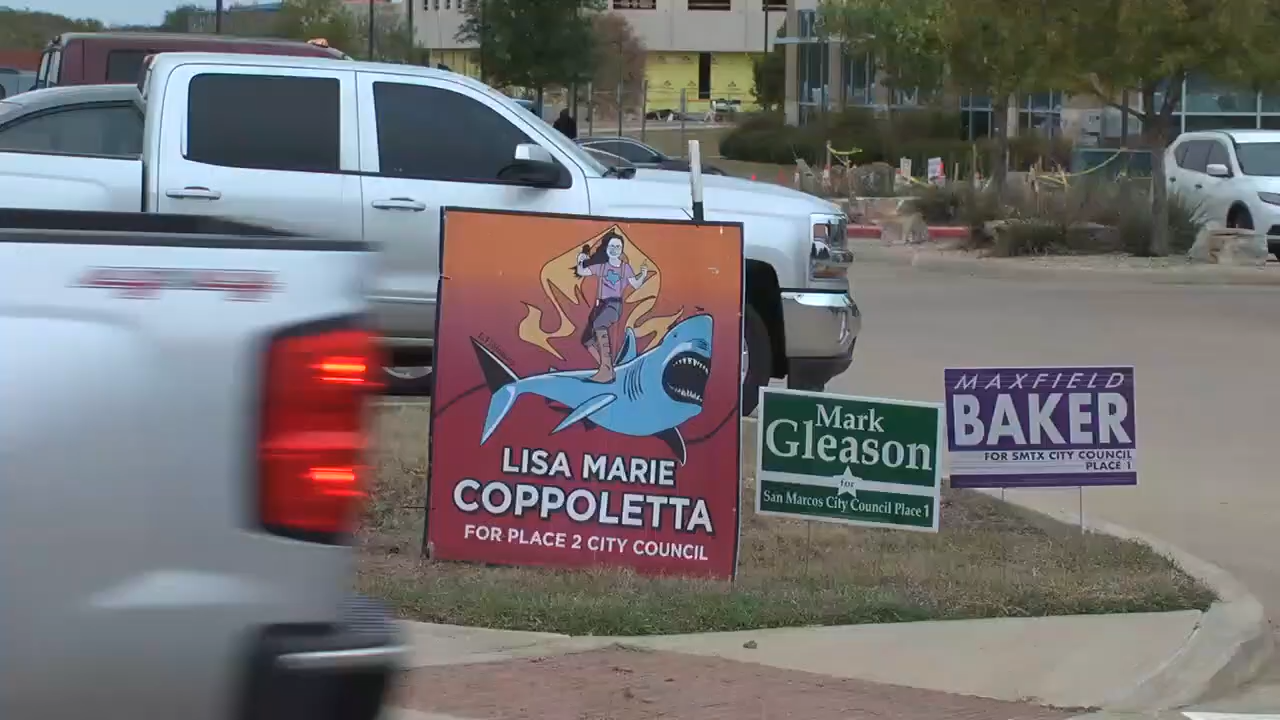 LISA MARIE
COPPOLETTA
FOR PLACE 2 CITY COUNCIL
Mark
Gleason
for
San Marcos City Council Place 1
MAXFIELD
BAKER
FOR SMTX CITY COUNCIL
PLACE 1